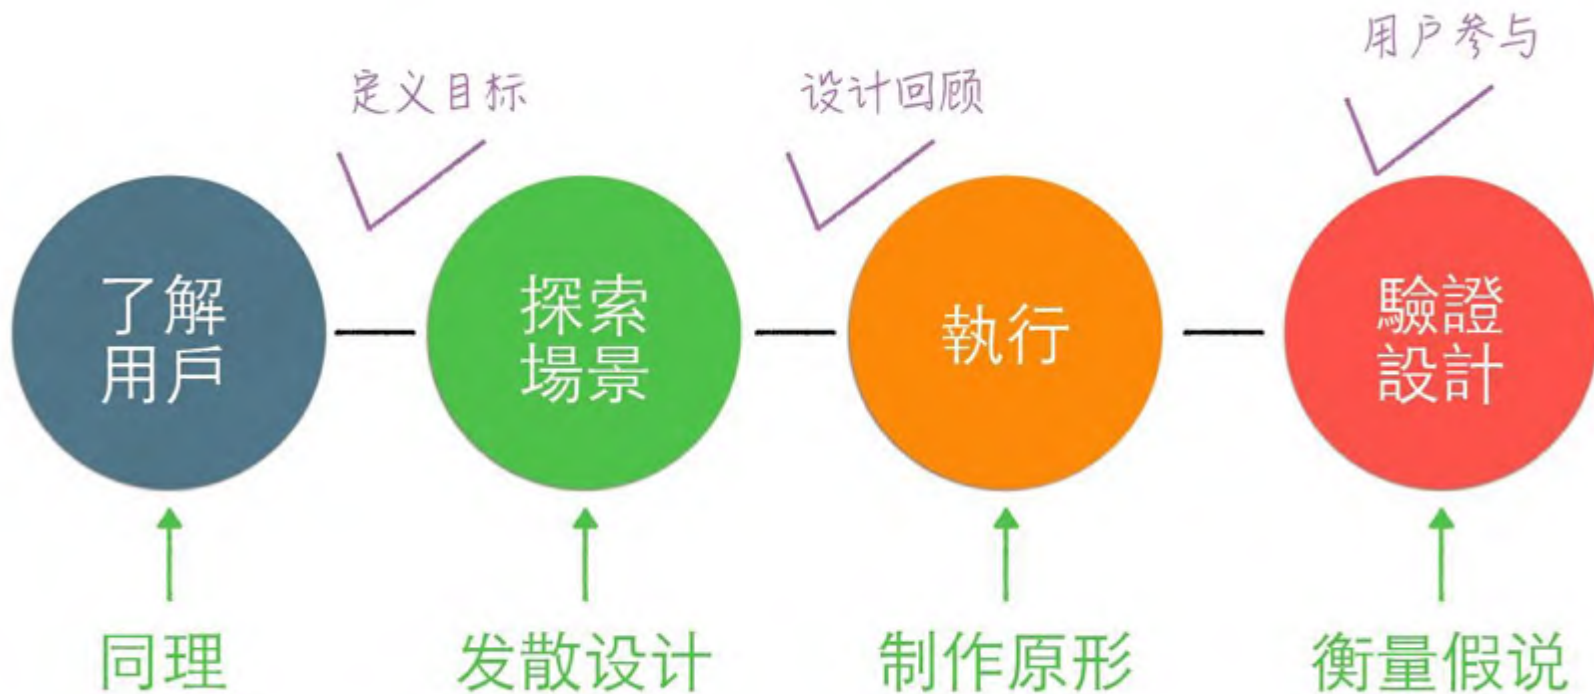 用户参与
定义目标
设计回顾
了解
用戶
探索
場景
執行
驗證
設計
同理
发散设计
制作原形
衡量假说